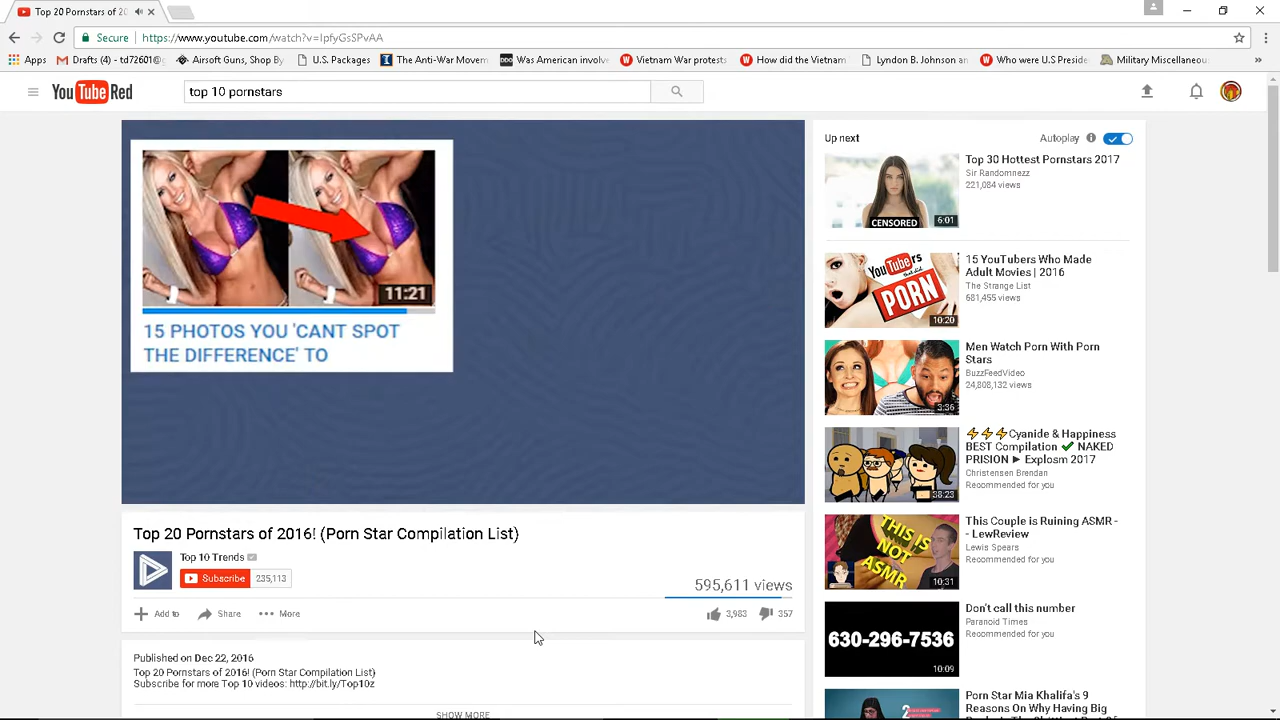 Top 20 Pornstars of 20
Secure
https://www.youtube.com/watch?v=IpfyGsSPvAA
Apps
Drafts (4) - td72601@g
Airsoft Guns, Shop By
U.S. Packages
The Anti-War Movem
DDO
Was American involv
Vietnam War protests
How did the Vietnam
Lyndon B. Johnson an
Who were U.S Preside
Military Miscellaneou
»
YouTube Red
top 10 pornstars
11:21
15 PHOTOS YOU 'CANT SPOT
THE DIFFERENCE' TO
Top 20 Pornstars of 2016! (Porn Star Compilation List)
Top 10 Trends
Subscribe
235,113
595,611 views
Add to
Share
More
3,983
357
Published on Dec 22, 2016
Top 20 Pornstars of 2016! (Porn Star Compilation List)
Subscribe for more Top 10 videos: http://bit.ly/Top10z
SHOW MORE
Up next
Autoplay
CENSORED
6:01
Top 30 Hottest Pornstars 2017
Sir Randomnezz
221,084 views
YouTubers
that did
PORN
10:20
15 YouTubers Who Made
Adult Movies | 2016
The Strange List
681,455 views
3:36
Men Watch Porn With Porn
Stars
BuzzFeedVideo
24,808,132 views
38:23
⚡⚡⚡Cyanide & Happiness
BEST Compilation ✔ NAKED
PRISION ► Explosm 2017
Christensen Brendan
Recommended for you
THIS IS
NOT
ASMR
10:31
This Couple is Ruining ASMR -
- LewReview
Lewis Spears
Recommended for you
630-296-7536
10:09
Don't call this number
Paranoid Times
Recommended for you
Porn Star Mia Khalifa's 9
Reasons On Why Having Big